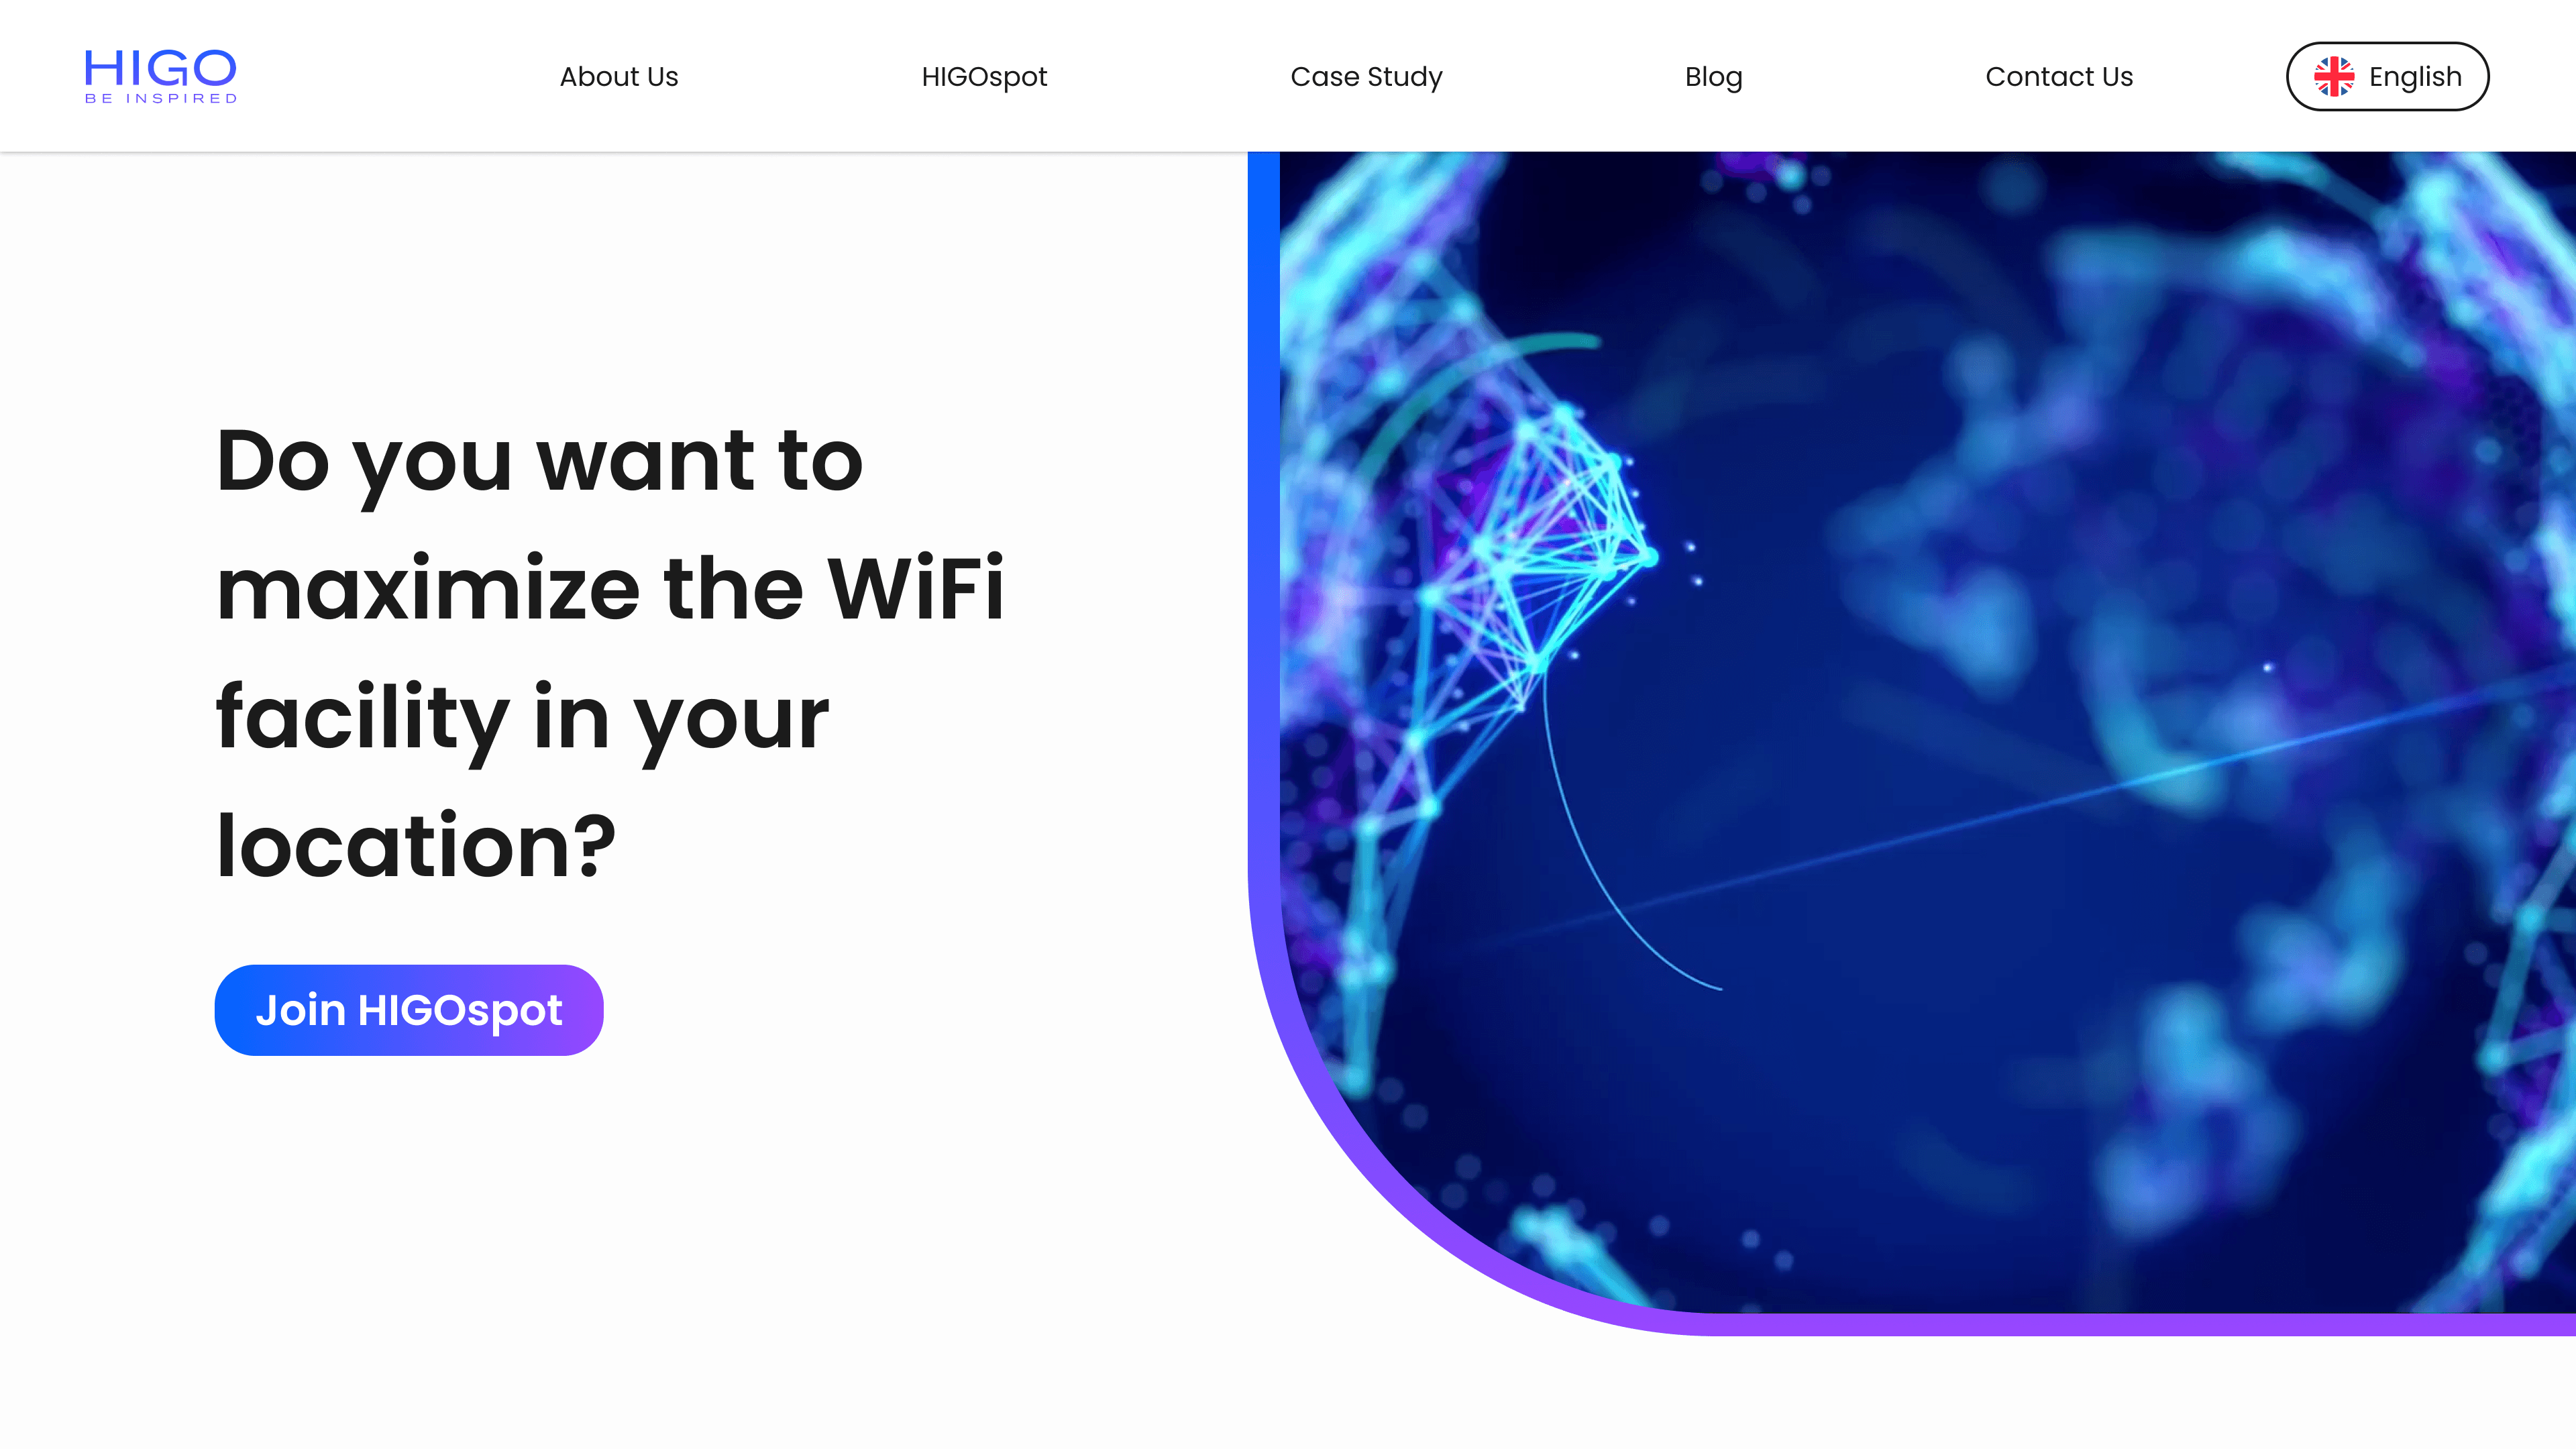 HIGO
BE INSPIRED
About Us
HIGOspot
Case Study
Blog
Contact Us
English
Do you want to
maximize the WiFi
facility in your
location?
Join HIGOspot